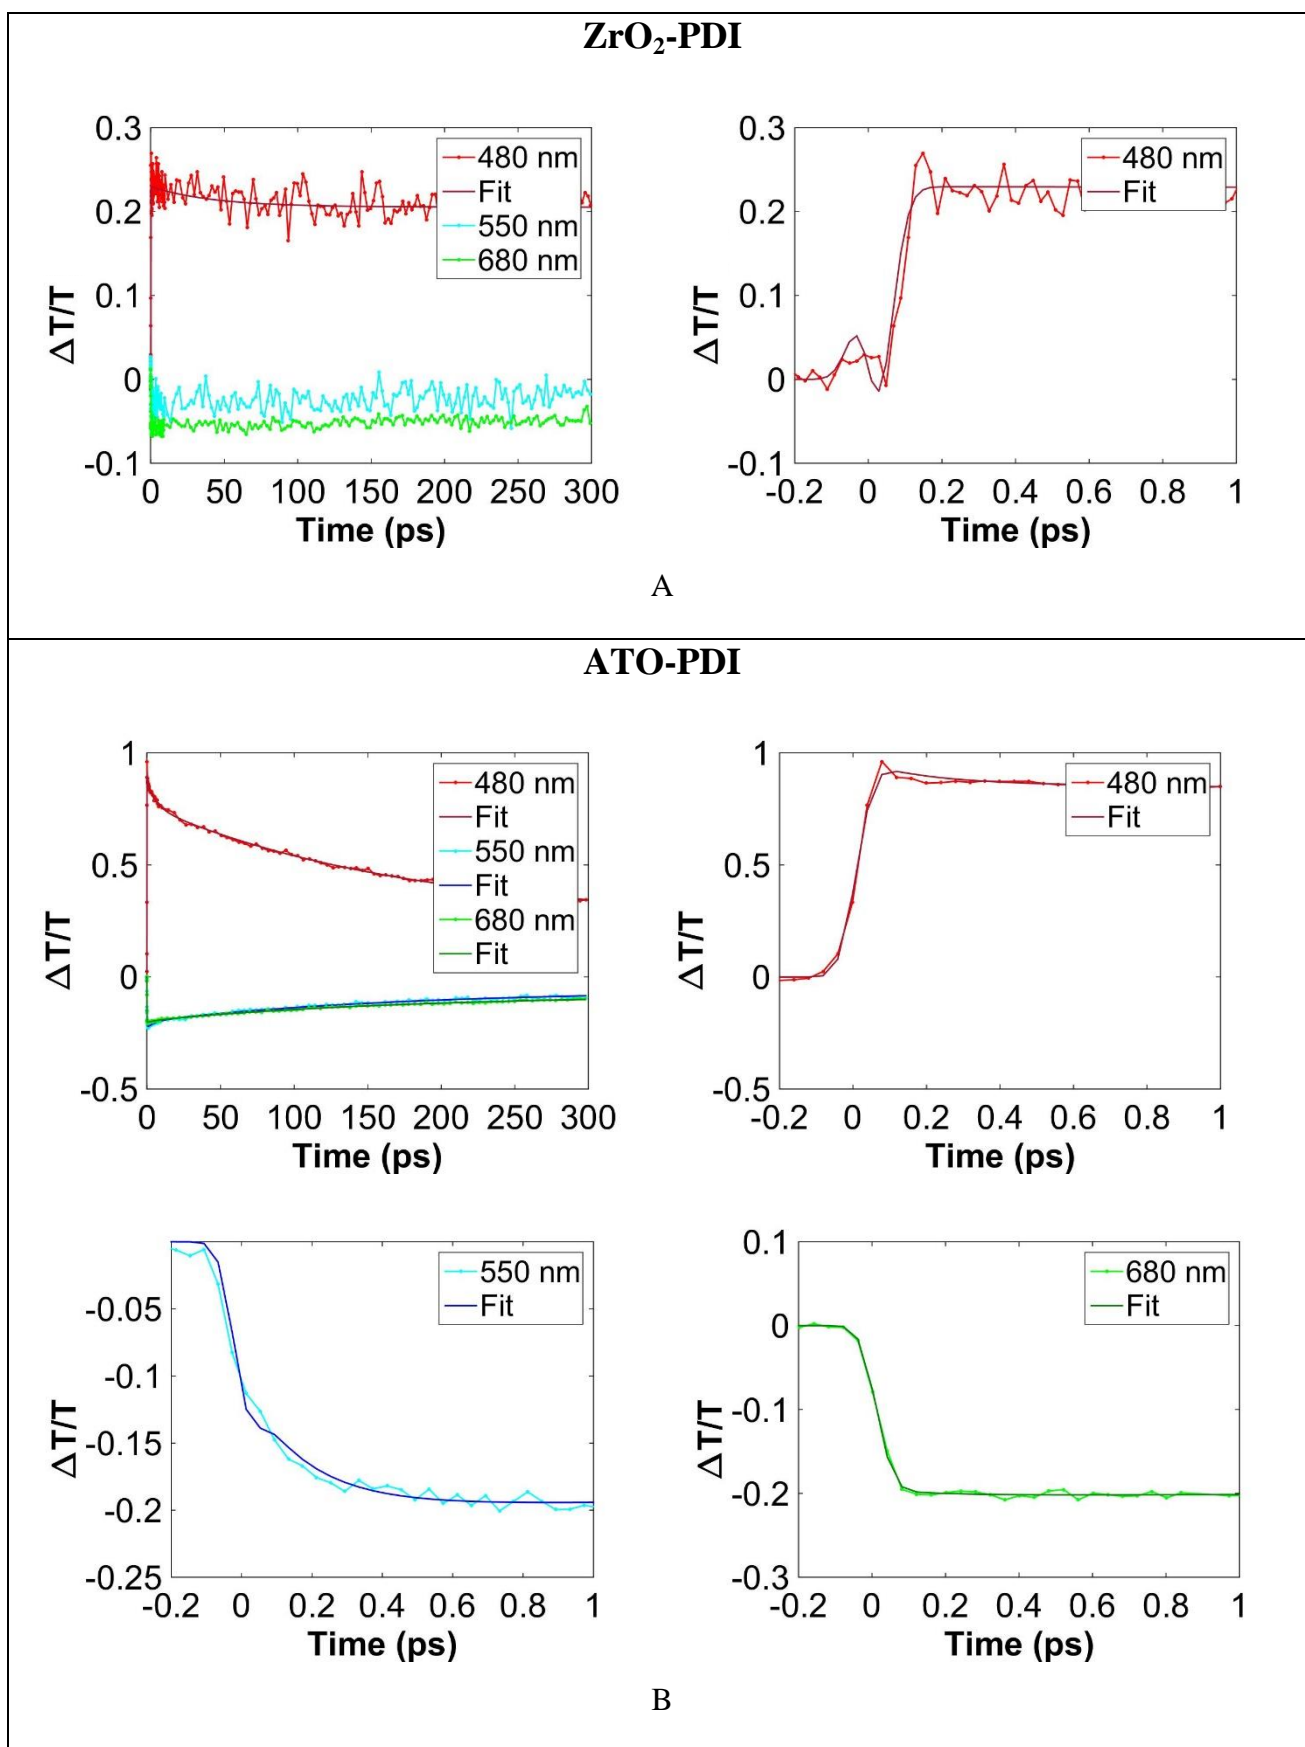 ZrO₂-PDI
0.3
0.2
0.1
0
-0.1
ΔT/T
0 50 100 150 200 250 300
Time (ps)
480 nm
Fit
550 nm
680 nm
0.3
0.2
0.1
0
-0.1
ΔT/T
-0.2 0 0.2 0.4 0.6 0.8 1
Time (ps)
480 nm
Fit
A
ATO-PDI
1
0.5
0
-0.5
ΔT/T
0 50 100 150 200 250 300
Time (ps)
480 nm
Fit
550 nm
Fit
680 nm
Fit
1
0.5
0
-0.5
ΔT/T
-0.2 0 0.2 0.4 0.6 0.8 1
Time (ps)
480 nm
Fit
-0.05
-0.1
-0.15
-0.2
-0.25
ΔT/T
-0.2 0 0.2 0.4 0.6 0.8 1
Time (ps)
550 nm
Fit
0.1
0
-0.1
-0.2
-0.3
ΔT/T
-0.2 0 0.2 0.4 0.6 0.8 1
Time (ps)
680 nm
Fit
B